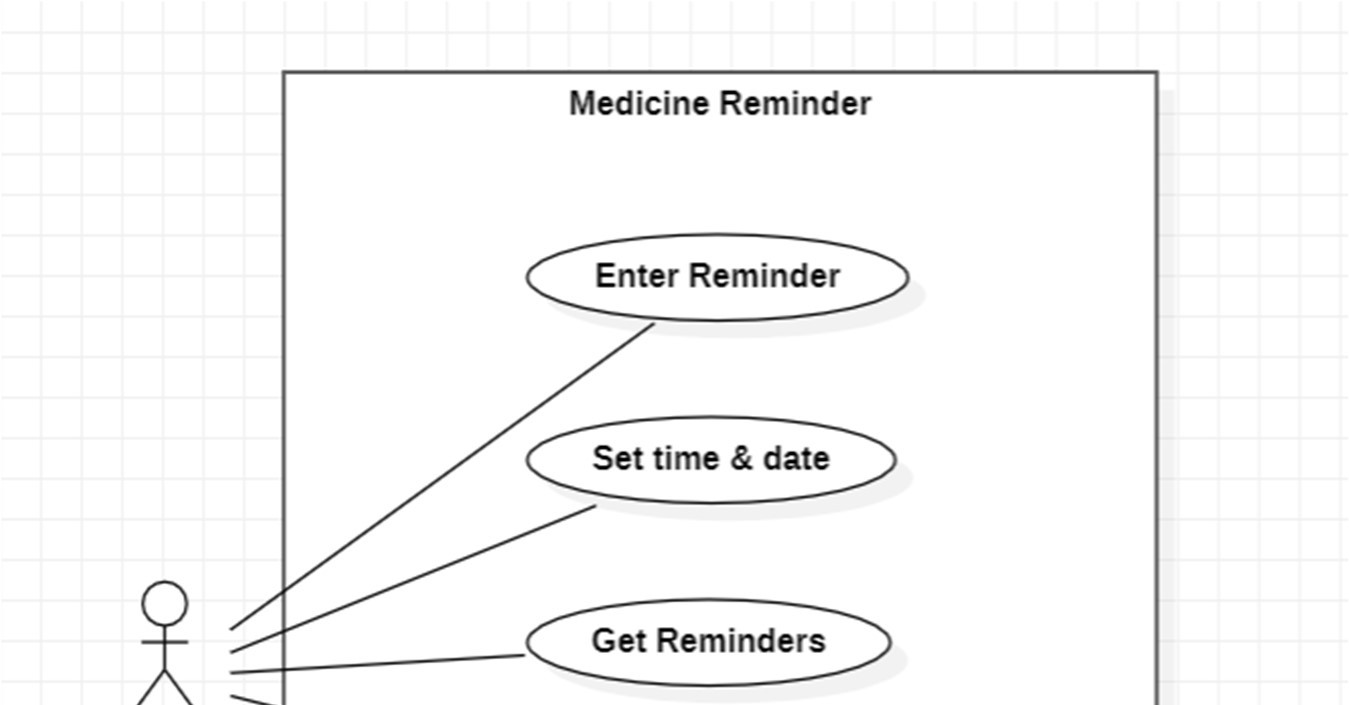 Medicine Reminder
Enter Reminder
Set time & date
Get Reminders